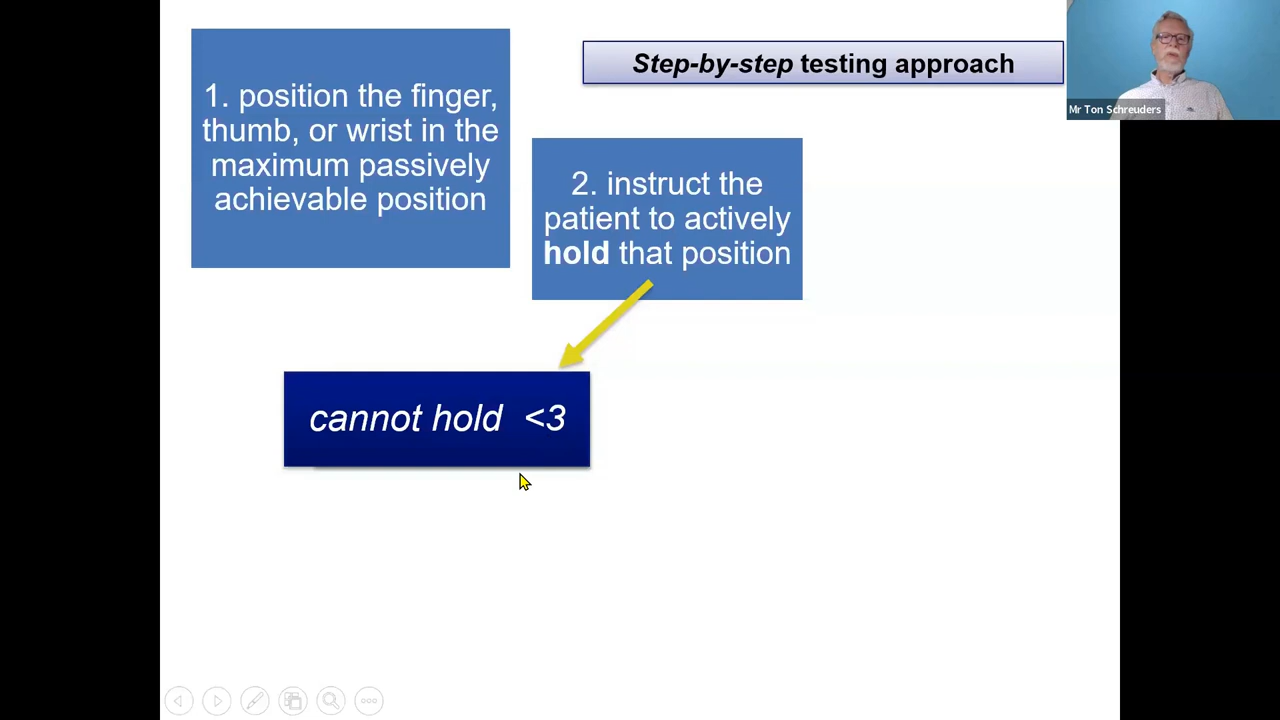 1. position the finger,
thumb, or wrist in the
maximum passively
achievable position
Step-by-step testing approach
Mr Ton Schreuders
2. instruct the
patient to actively
hold that position
cannot hold <3